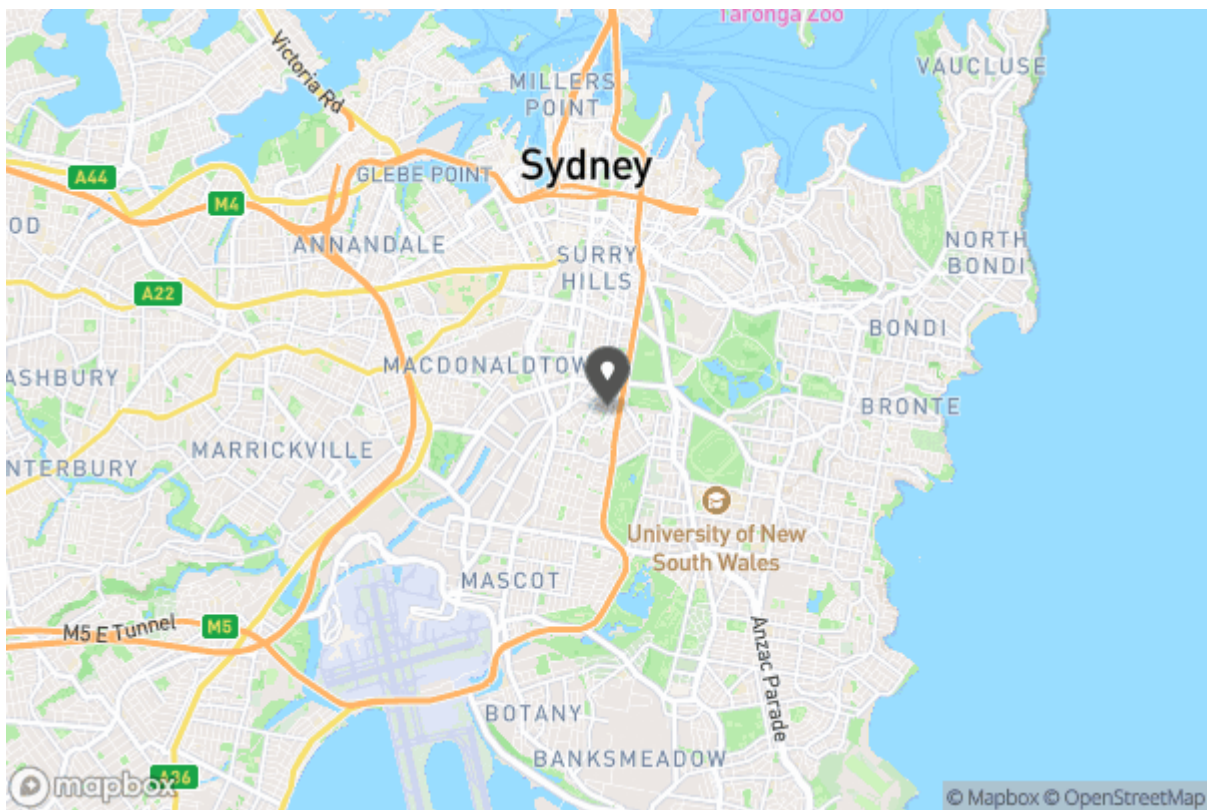 Taronga Zoo
VAUCLUSE
MILLERS
POINT
Victoria Rd
Sydney
GLEBE POINT
A44
M4
OD
ANNANDALE
SURRY
HILLS
NORTH
BONDI
A22
BONDI
MACDONALDTOW
ASHBURY
BRONTE
MARRICKVILLE
NTERBURY
University of New
South Wales
MASCOT
M5 E Tunnel
M5
Anzac Parade
BOTANY
BANKSMEADOW
A36
mapbox
© Mapbox © OpenStreetMap